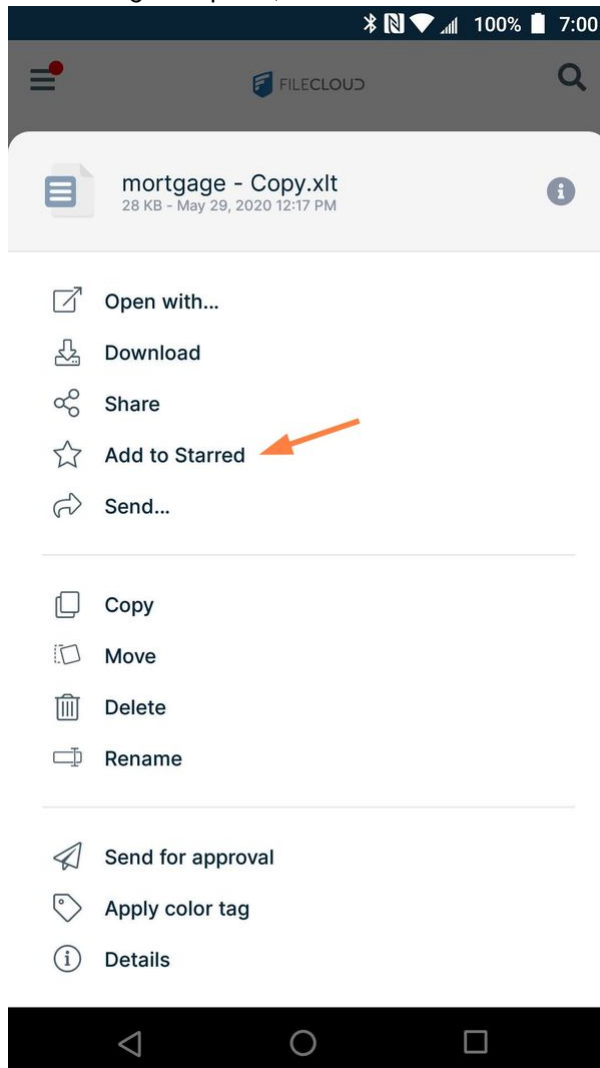 100% 7:00
FILECLOUD
mortgage - Copy.xlt
28 KB - May 29, 2020 12:17 PM
Open with...
Download
Share
Add to Starred
Send...
Copy
Move
Delete
Rename
Send for approval
Apply color tag
Details